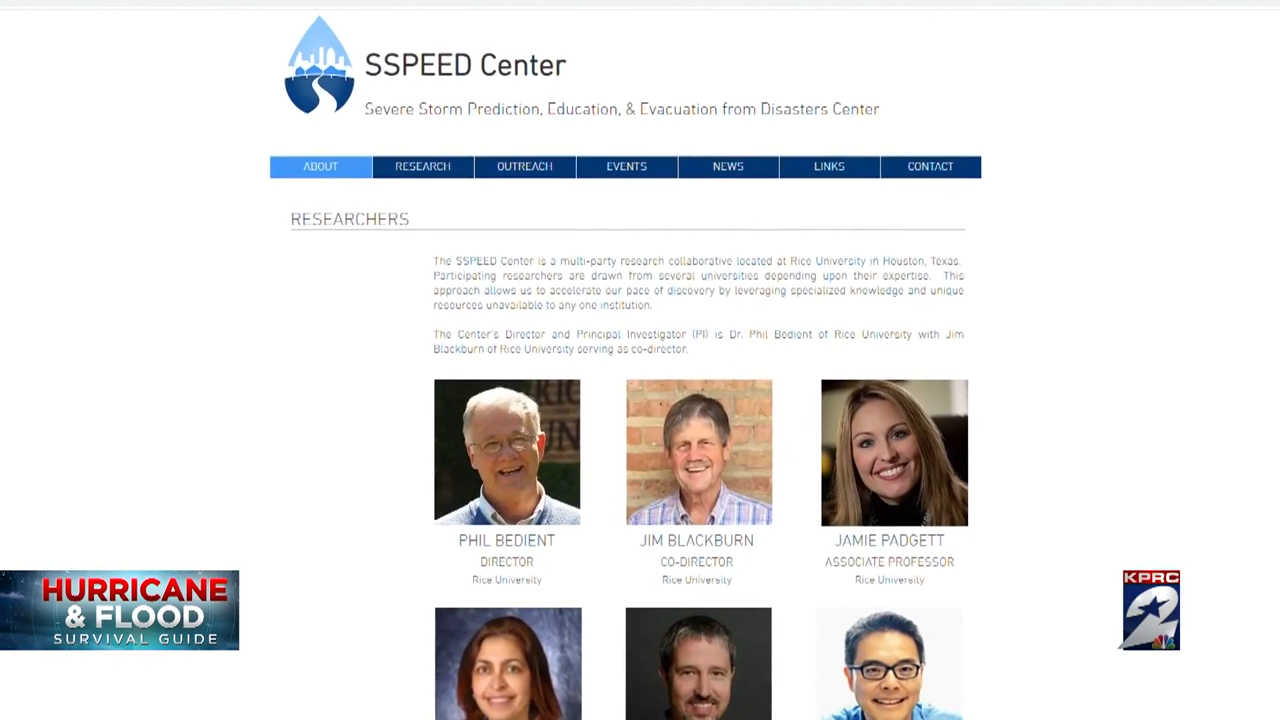 SSPEED Center
Severe Storm Prediction, Education, & Evacuation from Disasters Center
ABOUT RESEARCH OUTREACH EVENTS NEWS LINKS CONTACT
RESEARCHERS
The SSPEED Center is a multi-party research collaborative located at Rice University in Houston, Texas.
Participating researchers are drawn from several universities depending upon their expertise. This
approach allows us to accelerate our pace of discovery by leveraging specialized knowledge and unique
resources unavailable to any one institution.
The Center's Director and Principal Investigator (PI) is Dr. Phil Bedient of Rice University with Jim
Blackburn of Rice University serving as co-director.
PHIL BEDIENT
DIRECTOR
Rice University
JIM BLACKBURN
CO-DIRECTOR
Rice University
JAMIE PADGETT
ASSOCIATE PROFESSOR
Rice University
HURRICANE
& FLOOD
SURVIVAL GUIDE
KPRC
2